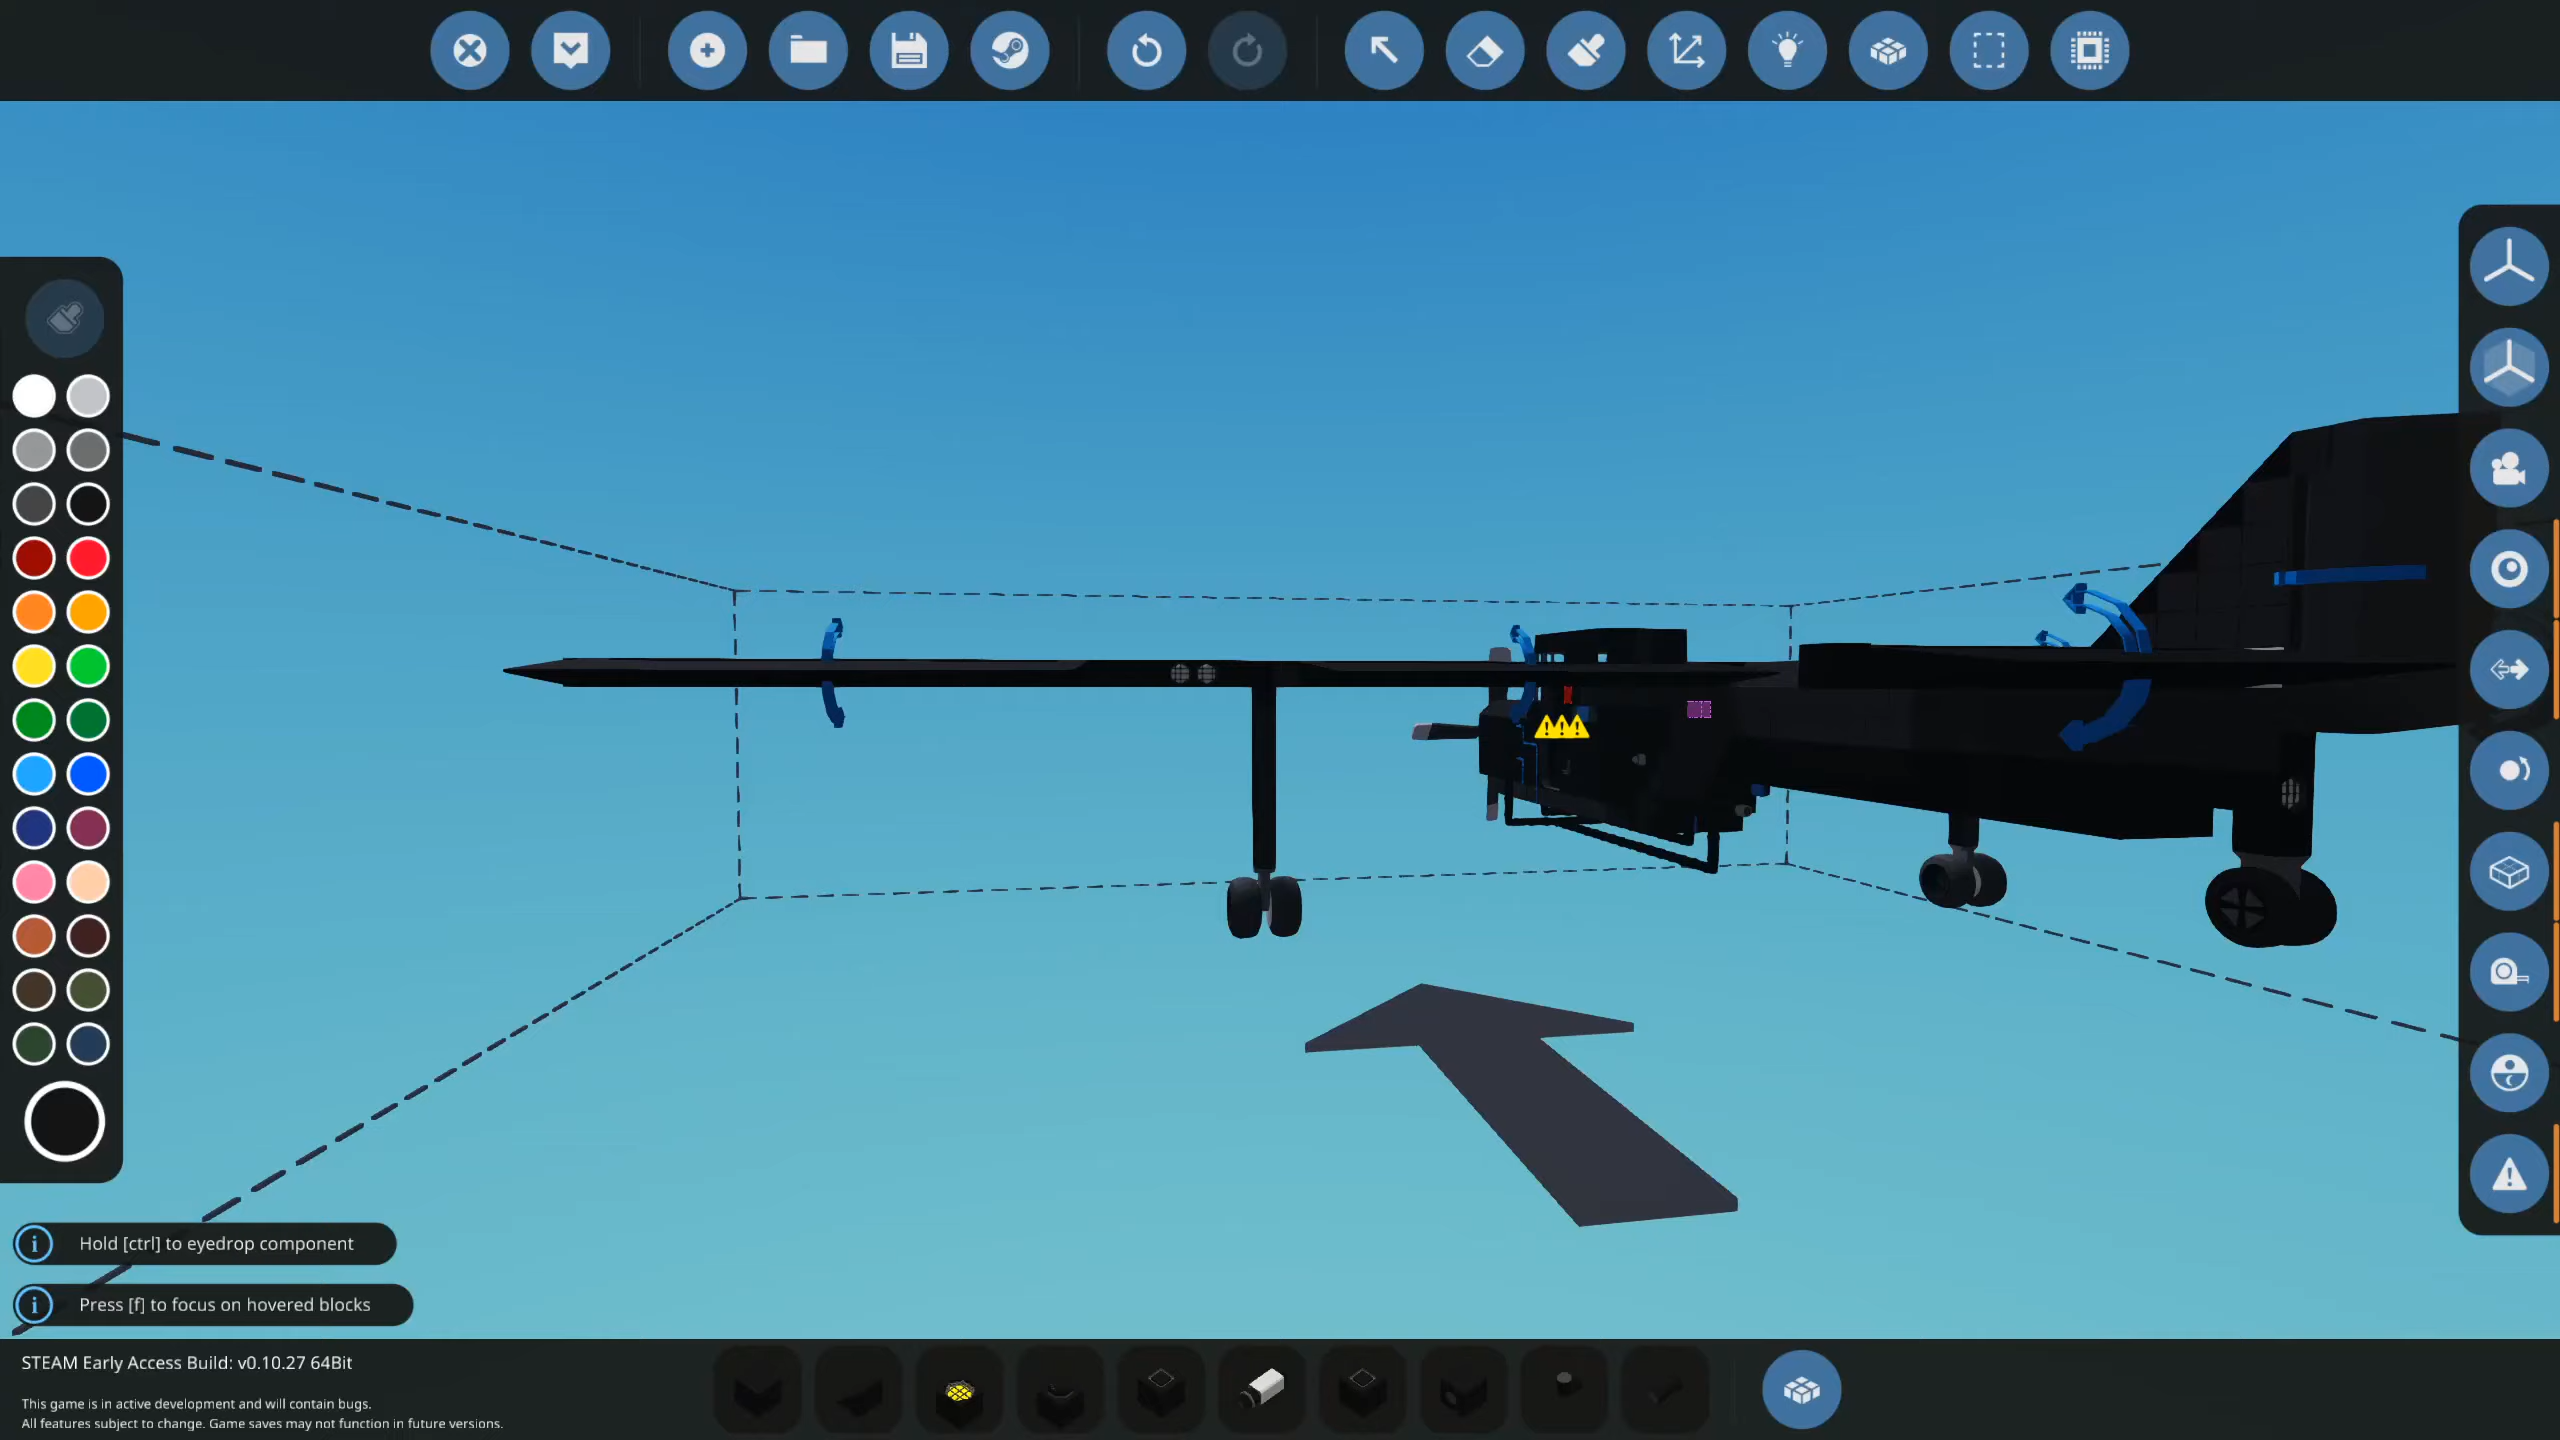 Hold [ctrl] to eyedrop component
Press [f] to focus on hovered blocks
STEAM Early Access Build: v0.10.27 64Bit
This game is in active development and will contain bugs.
All features subject to change. Game saves may not function in future versions.